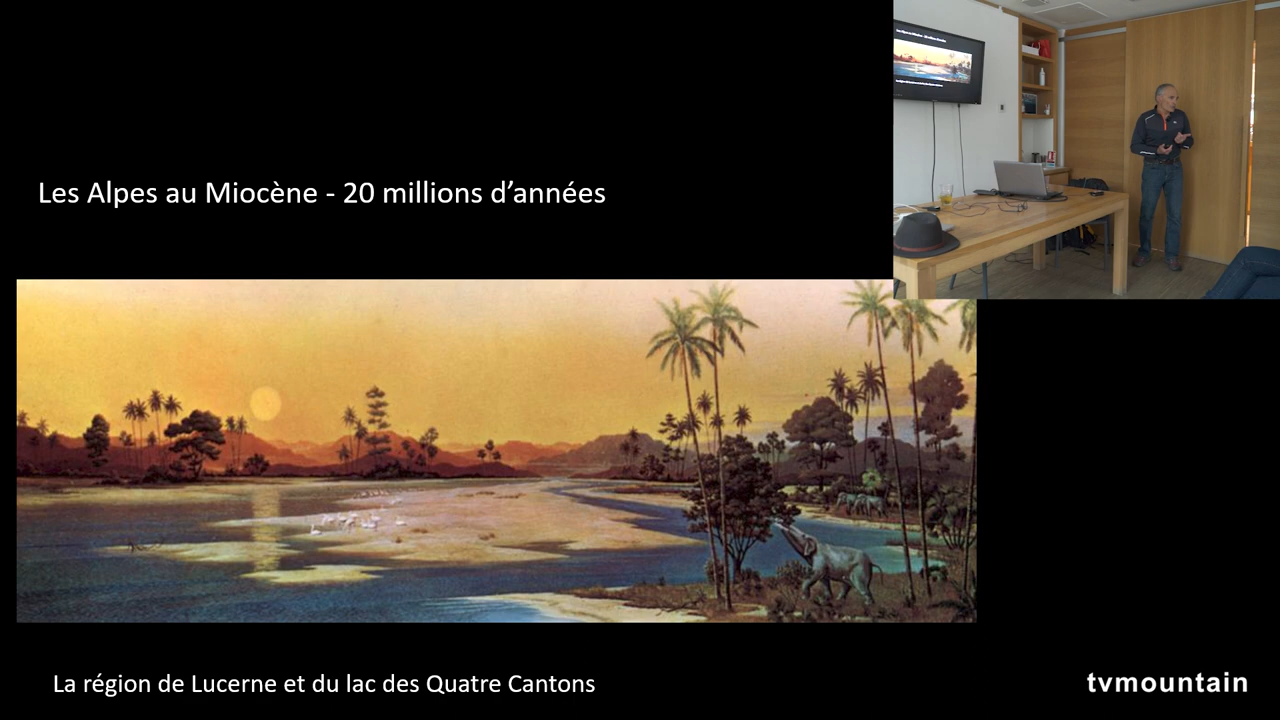 Les Alpes au Miocène - 20 millions d’années
La région de Lucerne et du lac des Quatre Cantons
tvmountain